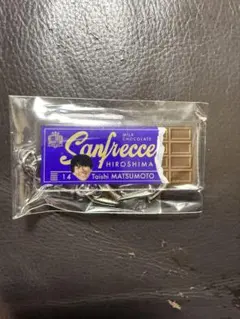 MILK
CHOCOLATE
Sanfrecce
HIROSHIMA
14 Taishi MATSUMOTO